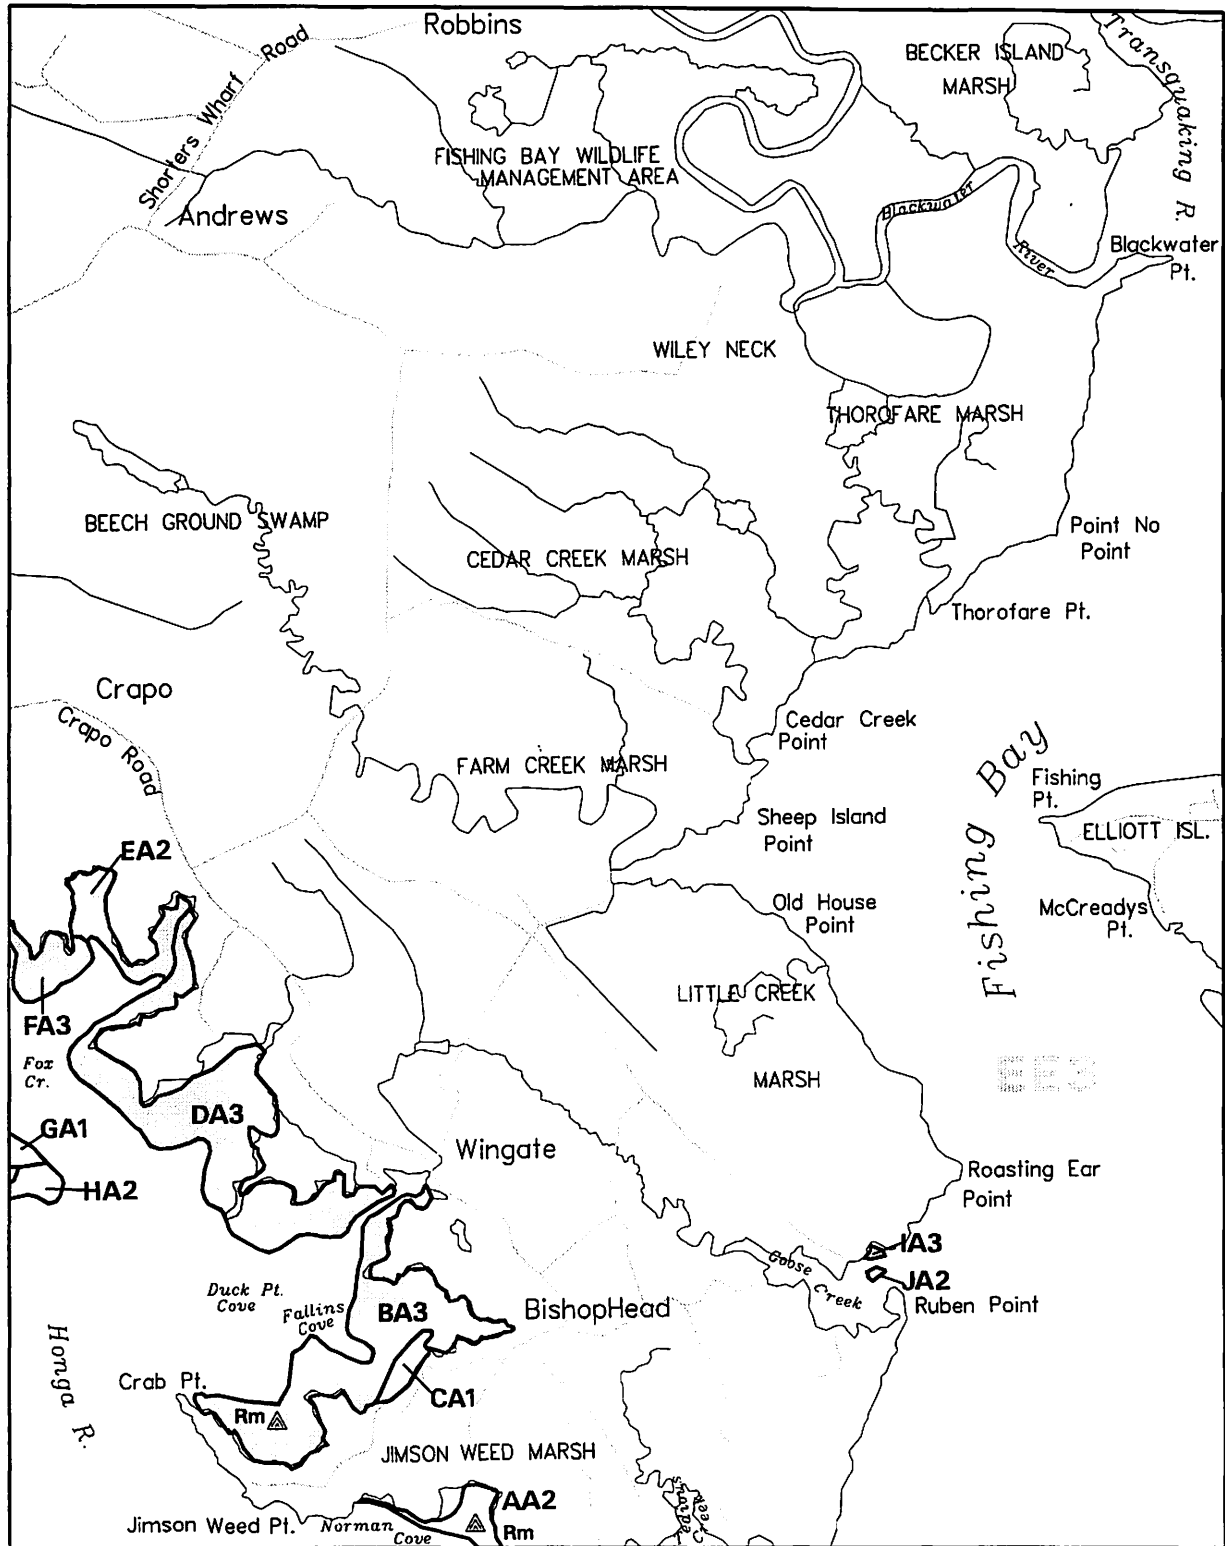 Robbins
Shorters Wharf Road
BECKER ISLAND
MARSH
Transquaking R.
FISHING BAY WILDLIFE
MANAGEMENT AREA
Andrews
Blackwater
River
Blackwater
Pt.
WILEY NECK
THOROFARE MARSH
BEECH GROUND SWAMP
CEDAR CREEK MARSH
Point No
Point
Thorofare Pt.
Crapo
Crapo Road
Cedar Creek
Point
FARM CREEK MARSH
Fishing Bay
Fishing
Pt.
Sheep Island
Point
ELLIOTT ISL.
EA2
Old House
Point
McCreadys
Pt.
LITTLE CREEK
MARSH
FA3
Fox
Cr.
EE3
DA3
GA1
HA2
Wingate
Roasting Ear
Point
IA3
Goose
Creek
JA2
Ruben Point
Duck Pt.
Cove
Fallins
Cove
BA3
BishopHead
Honga R.
Crab Pt.
CA1
Rm
JIMSON WEED MARSH
AA2
Rm
Jimson Weed Pt.
Norman
Cove